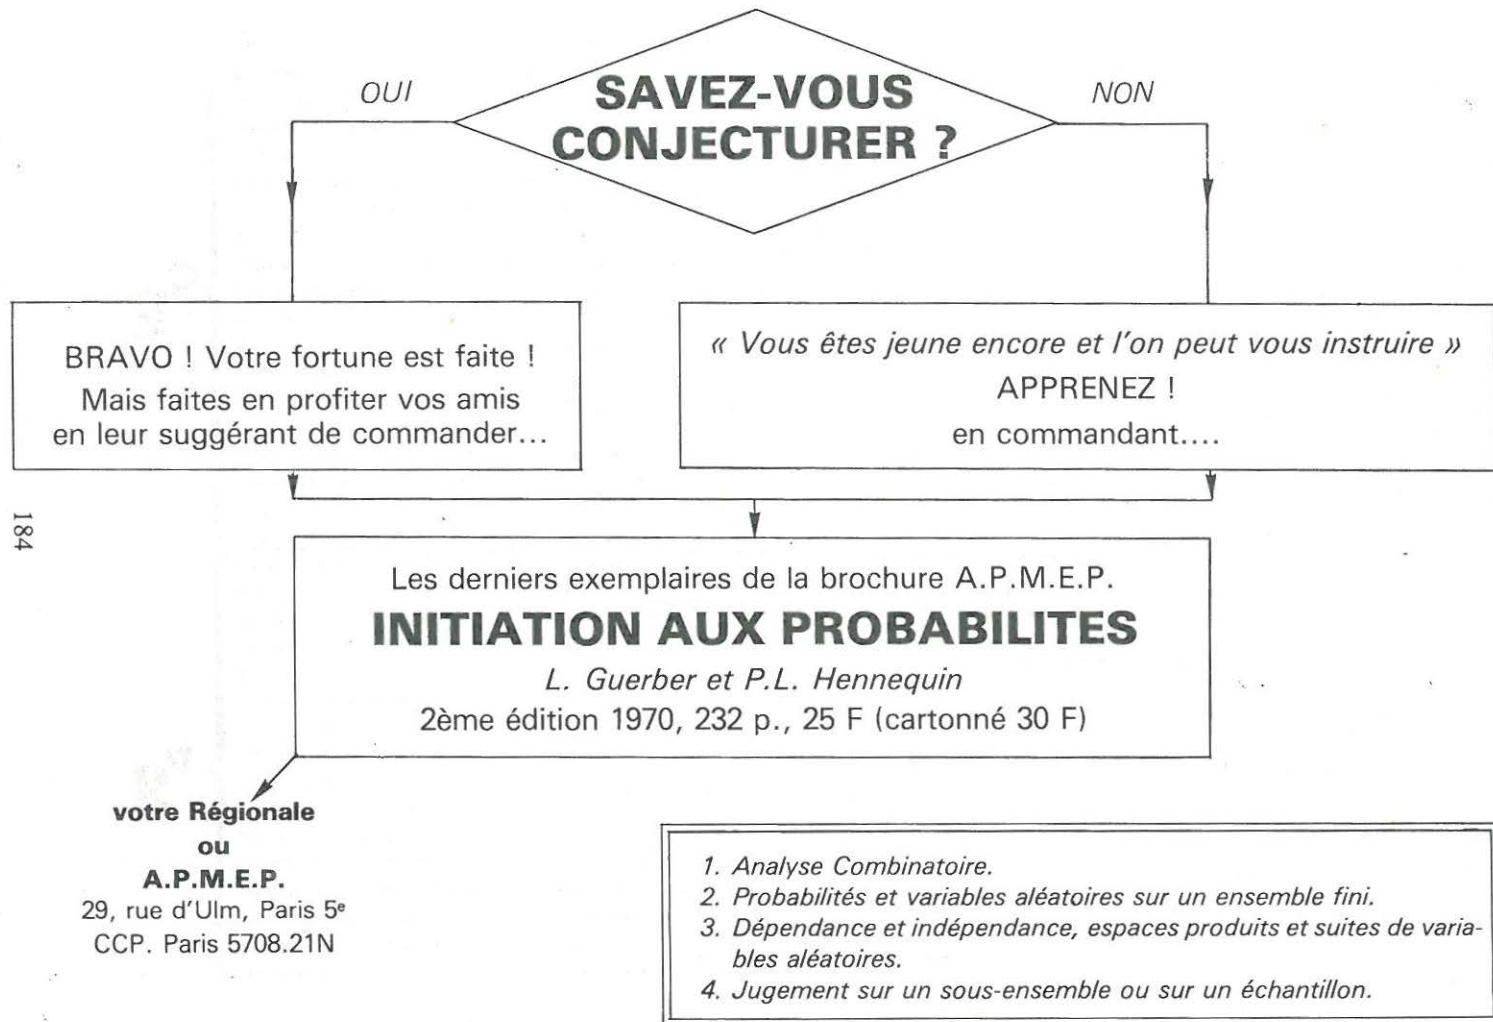 SAVEZ-VOUS
CONJECTURER ?
OUI
NON
BRAVO ! Votre fortune est faite !
Mais faites en profiter vos amis
en leur suggérant de commander...
« Vous êtes jeune encore et l'on peut vous instruire »
APPRENEZ !
en commandant....
184
Les derniers exemplaires de la brochure A.P.M.E.P.
INITIATION AUX PROBABILITES
L. Guerber et P.L. Hennequin
2ème édition 1970, 232 p., 25 F (cartonné 30 F)
votre Régionale
ou
A.P.M.E.P.
29, rue d'Ulm, Paris 5e
CCP. Paris 5708.21N
1. Analyse Combinatoire.
2. Probabilités et variables aléatoires sur un ensemble fini.
3. Dépendance et indépendance, espaces produits et suites de varia-
bles aléatoires.
4. Jugement sur un sous-ensemble ou sur un échantillon.